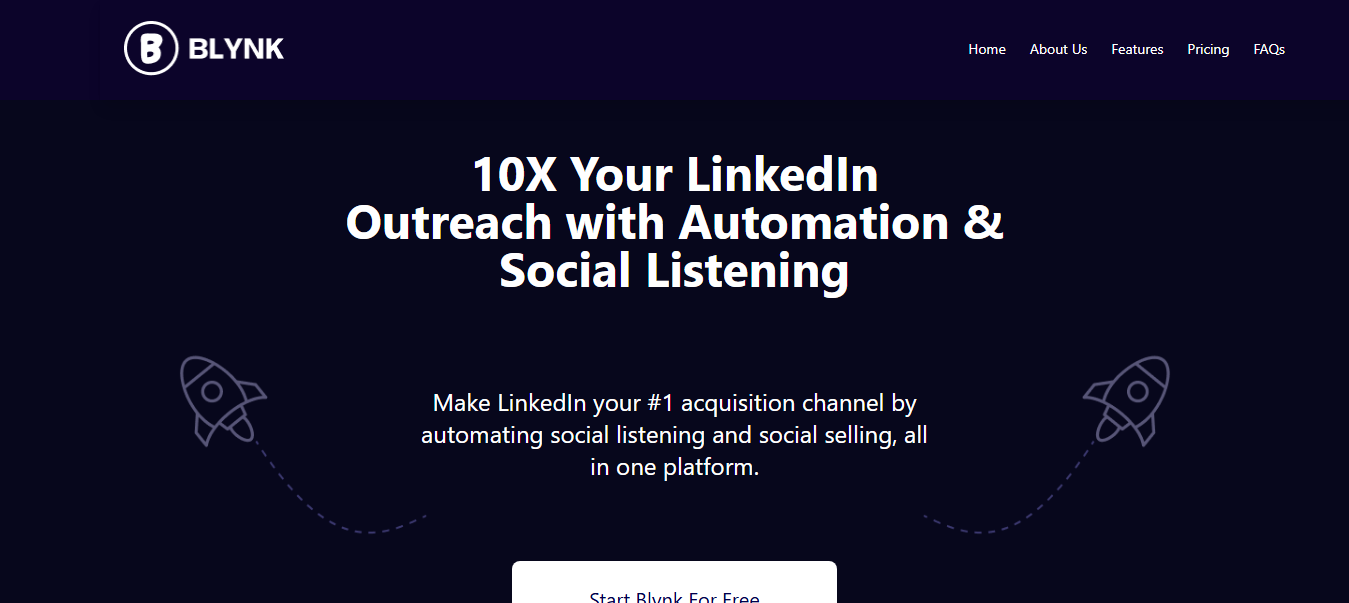 BLYNK
Home About Us Features Pricing FAQs
10X Your LinkedIn
Outreach with Automation &
Social Listening
Make LinkedIn your #1 acquisition channel by
automating social listening and social selling, all
in one platform.
Start Blynk For Free